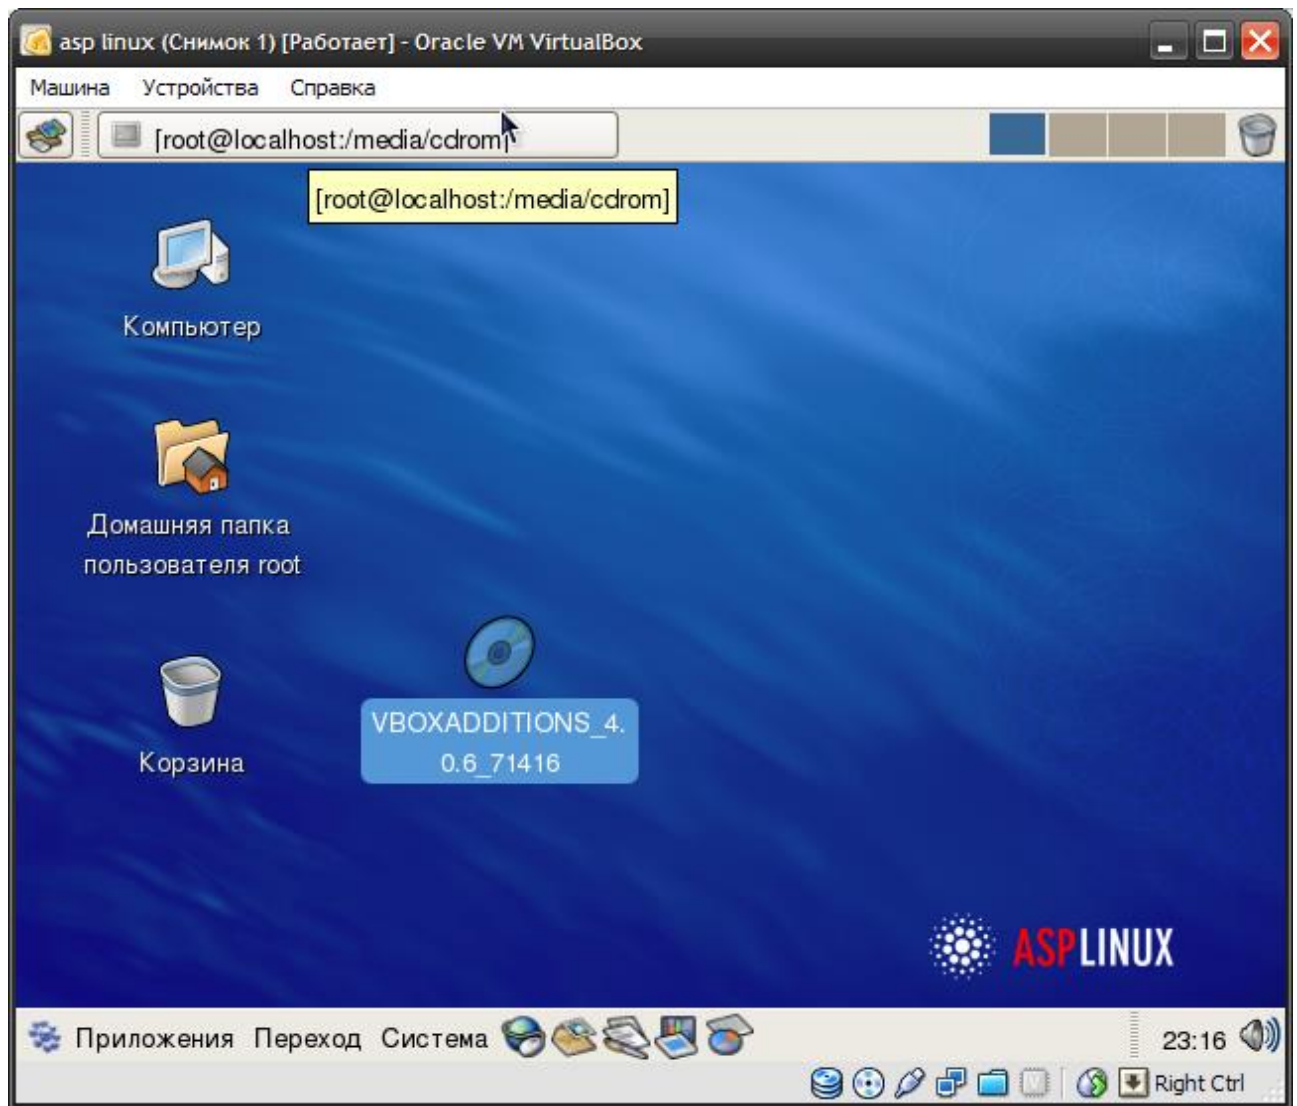 asp linux (Снимок 1) [Работает] - Oracle VM VirtualBox
Машина Устройства Справка
[root@localhost:/media/cdrom]
[root@localhost:/media/cdrom]
Компьютер
Домашняя папка
пользователя root
Корзина
VBOXADDITIONS_4.
0.6_71416
ASPLINUX
Приложения Переход Система 23:16
Right Ctrl